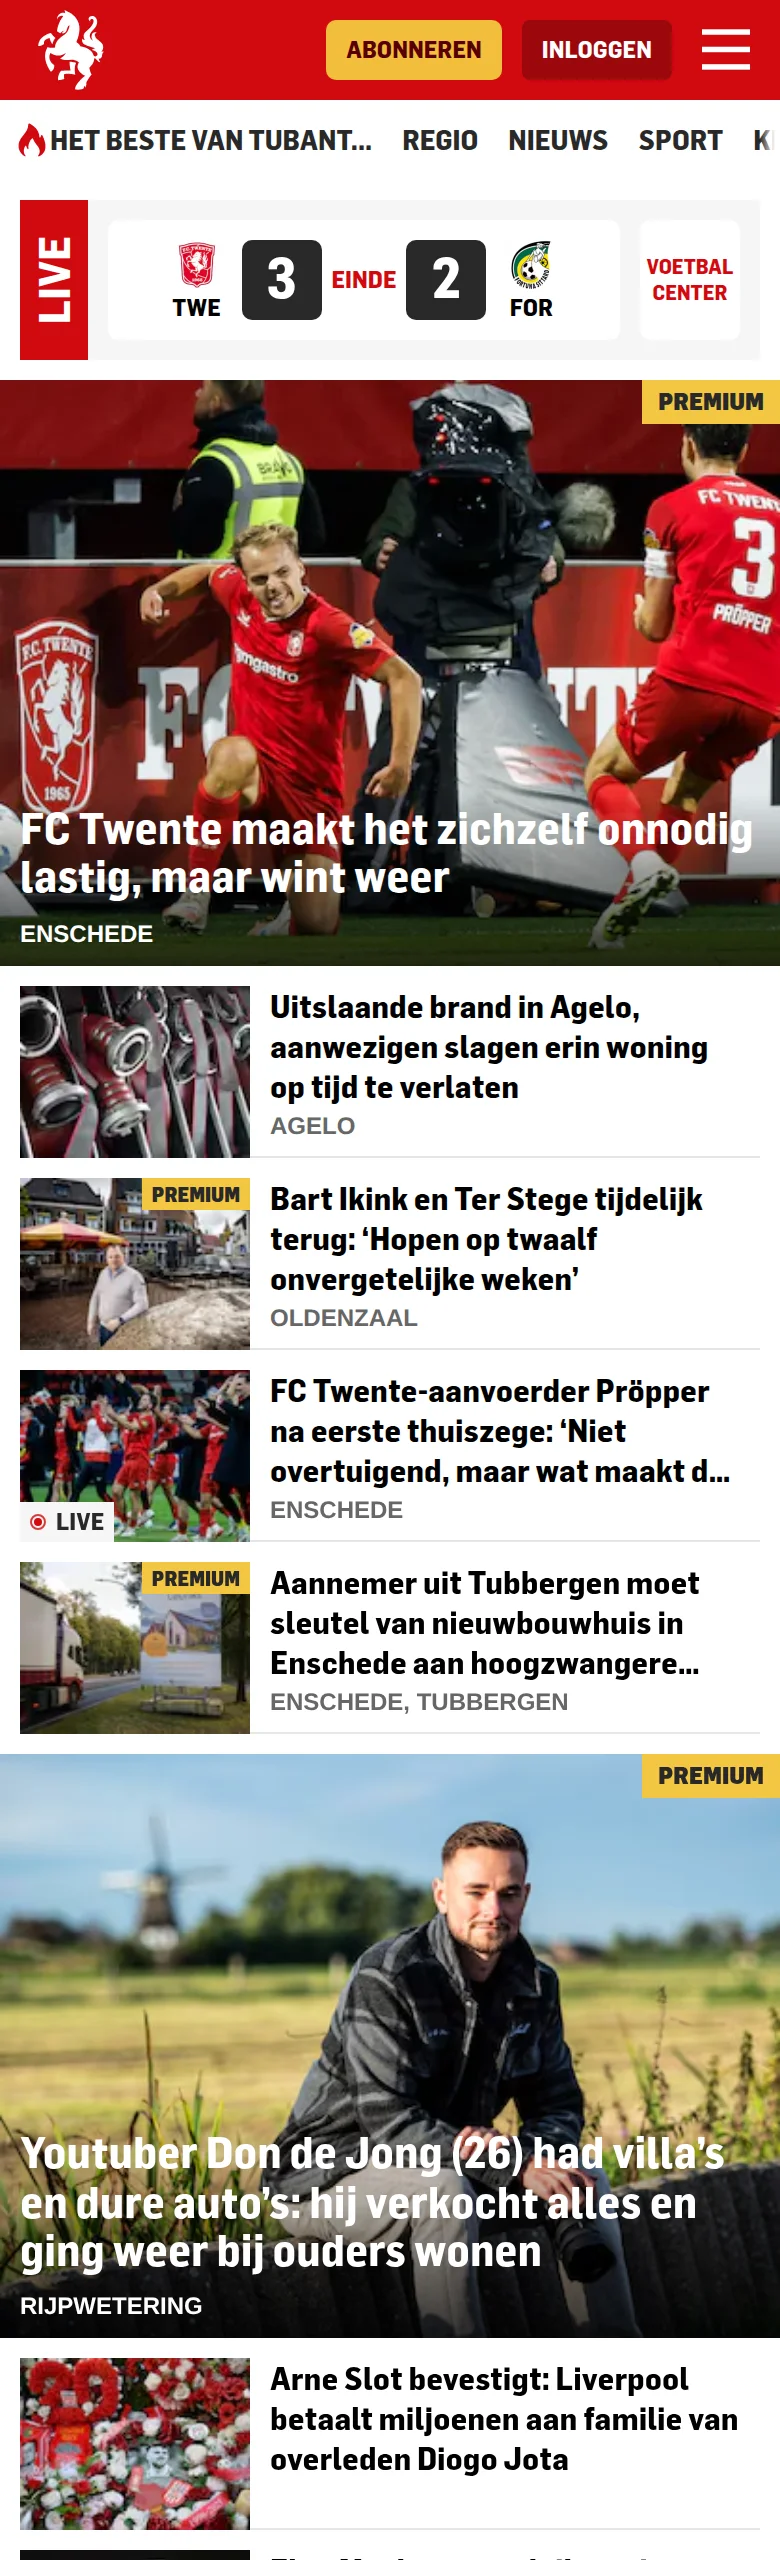 ABONNEREN
INLOGGEN
HET BESTE VAN TUBANT...
REGIO
NIEUWS
SPORT
LIVE
TWE
3
EINDE
2
FOR
VOETBAL
CENTER
PREMIUM
FC TWENTE
3
PRÖPPER
F.C. TWENTE
1965
FC Twente maakt het zichzelf onnodig
lastig, maar wint weer
ENSCHEDE
Uitslaande brand in Agelo,
aanwezigen slagen erin woning
op tijd te verlaten
AGELO
PREMIUM
Bart Ikink en Ter Stege tijdelijk
terug: ‘Hopen op twaalf
onvergetelijke weken’
OLDENZAAL
LIVE
FC Twente-aanvoerder Pröpper
na eerste thuiszege: ‘Niet
overtuigend, maar wat maakt d...
ENSCHEDE
PREMIUM
Aannemer uit Tubbergen moet
sleutel van nieuwbouwhuis in
Enschede aan hoogzwangere...
ENSCHEDE, TUBBERGEN
PREMIUM
Youtuber Don de Jong (26) had villa’s
en dure auto’s: hij verkocht alles en
ging weer bij ouders wonen
RIJPWETERING
Arne Slot bevestigt: Liverpool
betaalt miljoenen aan familie van
overleden Diogo Jota